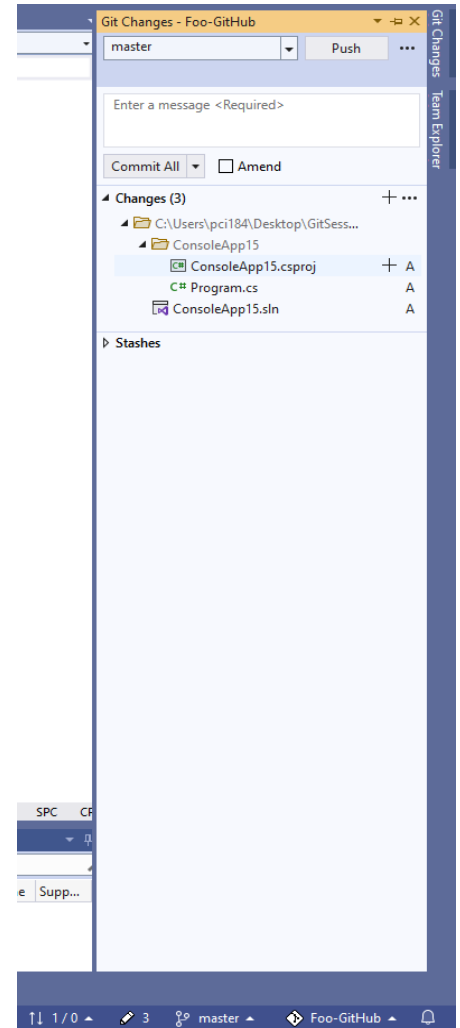 Git Changes - Foo-GitHub
master
Push
Enter a message <Required>
Commit All
Amend
Changes (3)
C:\Users\pci184\Desktop\GitSess...
ConsoleApp15
C# ConsoleApp15.csproj A
C# Program.cs A
ConsoleApp15.sln A
Stashes
Git Changes
Team Explorer
SPC
Supp...
1 / 0
3
master
Foo-GitHub